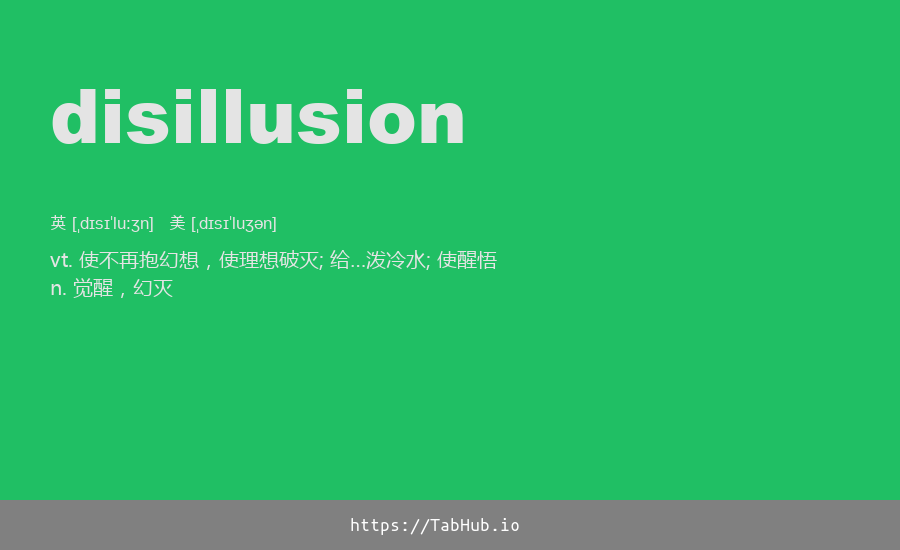 disillusion
英 [ˌdɪsɪˈluːʒn] 美 [ˌdɪsɪˈluʒən]
vt. 使不再抱幻想，使理想破灭; 给…泼冷水; 使醒悟
n. 觉醒，幻灭
https://TabHub.io